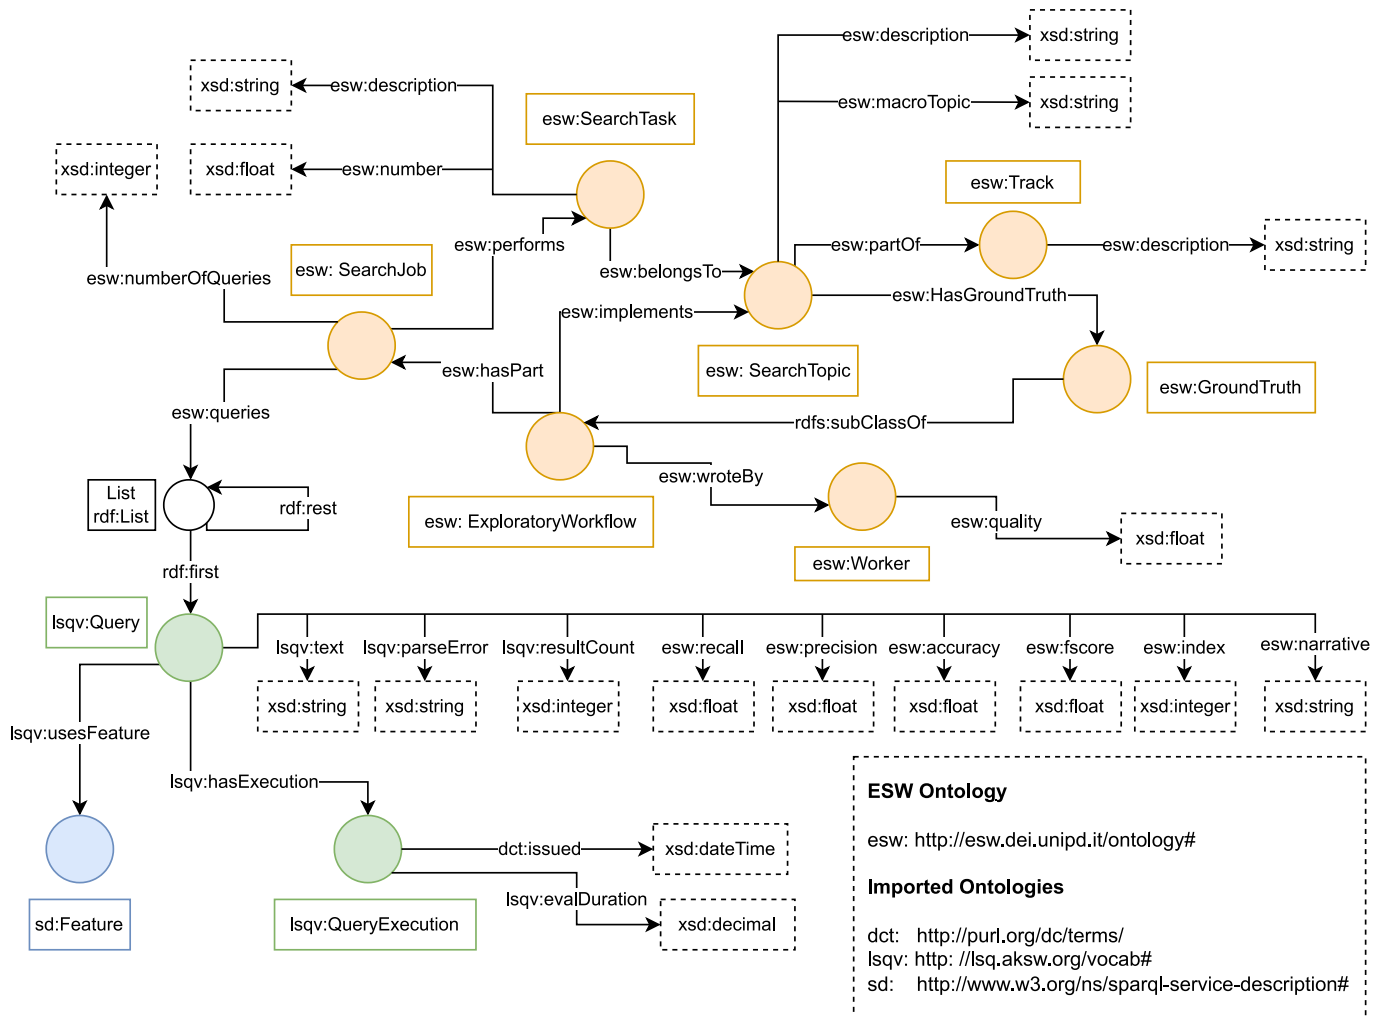 esw:description
xsd:string
xsd:string
esw:description
esw:macroTopic
xsd:string
esw:SearchTask
xsd:integer
xsd:float
esw:number
esw:Track
esw:performs
esw:partOf
esw:description
xsd:string
esw: SearchJob
esw:numberOfQueries
esw:belongsTo
esw:HasGroundTruth
esw:implements
esw:hasPart
esw: SearchTopic
esw:GroundTruth
esw:queries
rdfs:subClassOf
esw:wroteBy
List
rdf:List
rdf:rest
esw: ExploratoryWorkflow
esw:quality
xsd:float
esw:Worker
rdf:first
lsqv:Query
lsqv:text
lsqv:parseError
lsqv:resultCount
esw:recall
esw:precision
esw:accuracy
esw:fscore
esw:index
esw:narrative
xsd:string
xsd:string
xsd:integer
xsd:float
xsd:float
xsd:float
xsd:float
xsd:integer
xsd:string
lsqv:usesFeature
lsqv:hasExecution
dct:issued
xsd:dateTime
lsqv:evalDuration
xsd:decimal
sd:Feature
lsqv:QueryExecution
ESW Ontology
esw: http://esw.dei.unipd.it/ontology#
Imported Ontologies
dct: http://purl.org/dc/terms/
lsqv: http: //lsq.aksw.org/vocab#
sd: http://www.w3.org/ns/sparql-service-description#